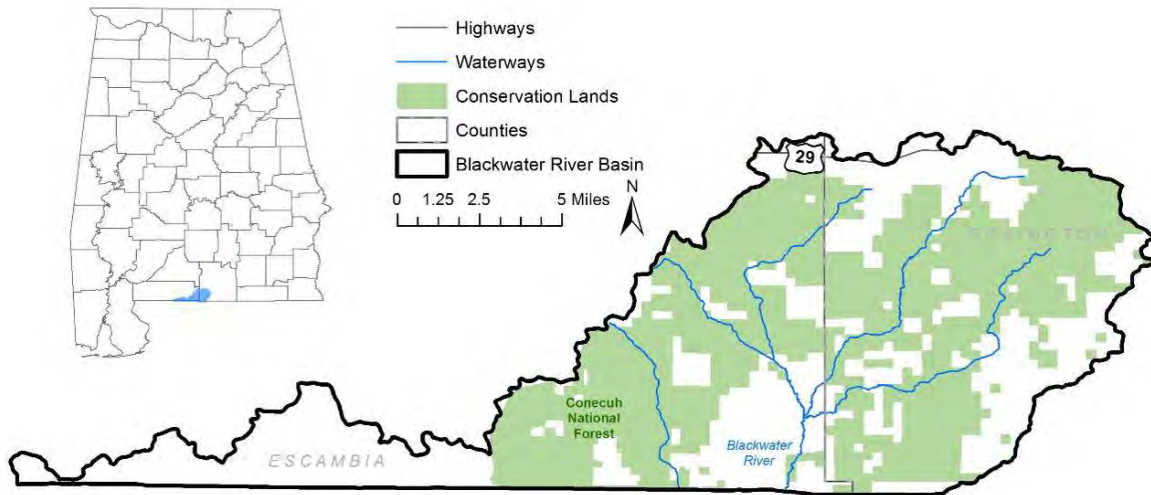 Highways
Waterways
Conservation Lands
Counties
Blackwater River Basin
0 1.25 2.5 5 Miles
N
29
COVINGTON
Conecuh
National
Forest
Blackwater
River
ESCAMBIA